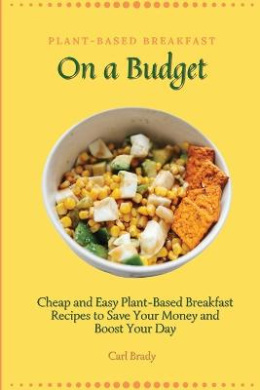 PLANT-BASED BREAKFAST
On a Budget
Cheap and Easy Plant-Based Breakfast
Recipes to Save Your Money and
Boost Your Day
Carl Brady